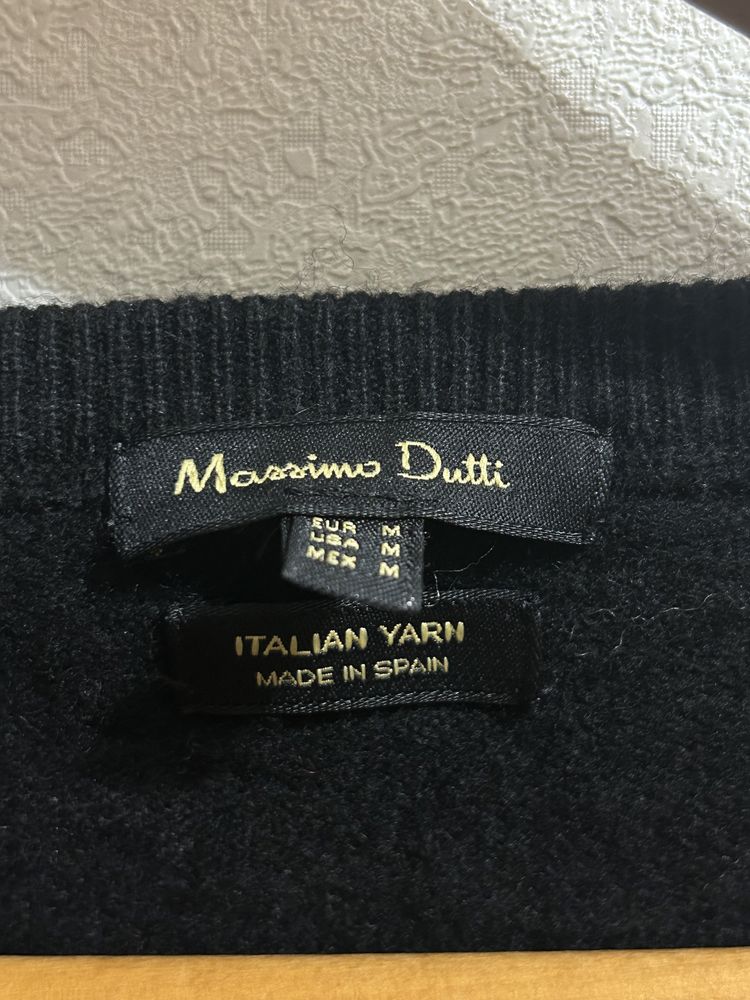 Massimo Dutti
EUR M
USA M
MEX M
ITALIAN YARN
MADE IN SPAIN